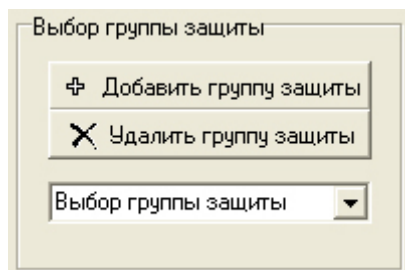 Выбор группы защиты
Добавить группу защиты
Удалить группу защиты
Выбор группы защиты